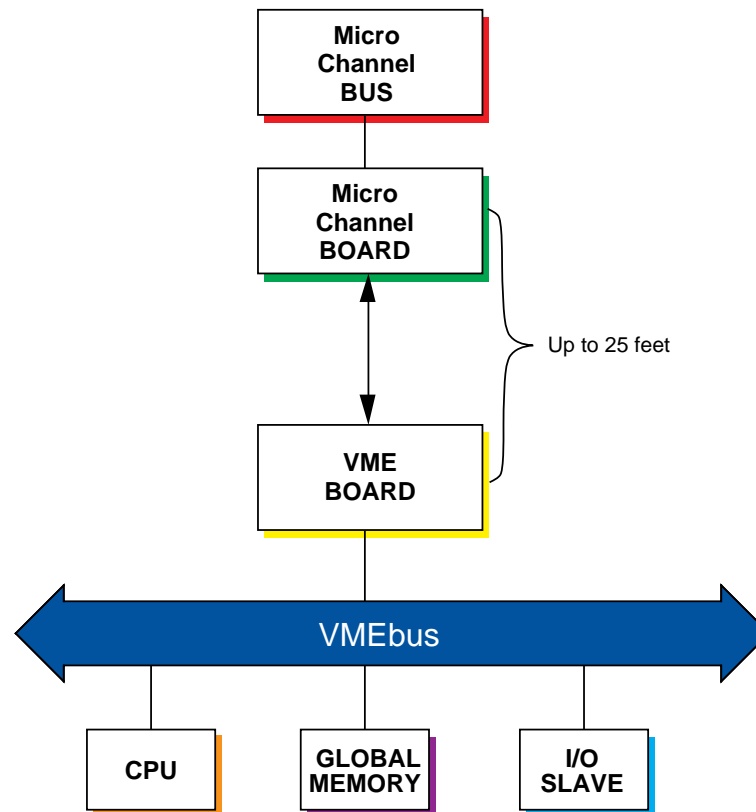 Micro
Channel
BUS
Micro
Channel
BOARD
Up to 25 feet
VME
BOARD
VMEbus
CPU
GLOBAL
MEMORY
I/O
SLAVE